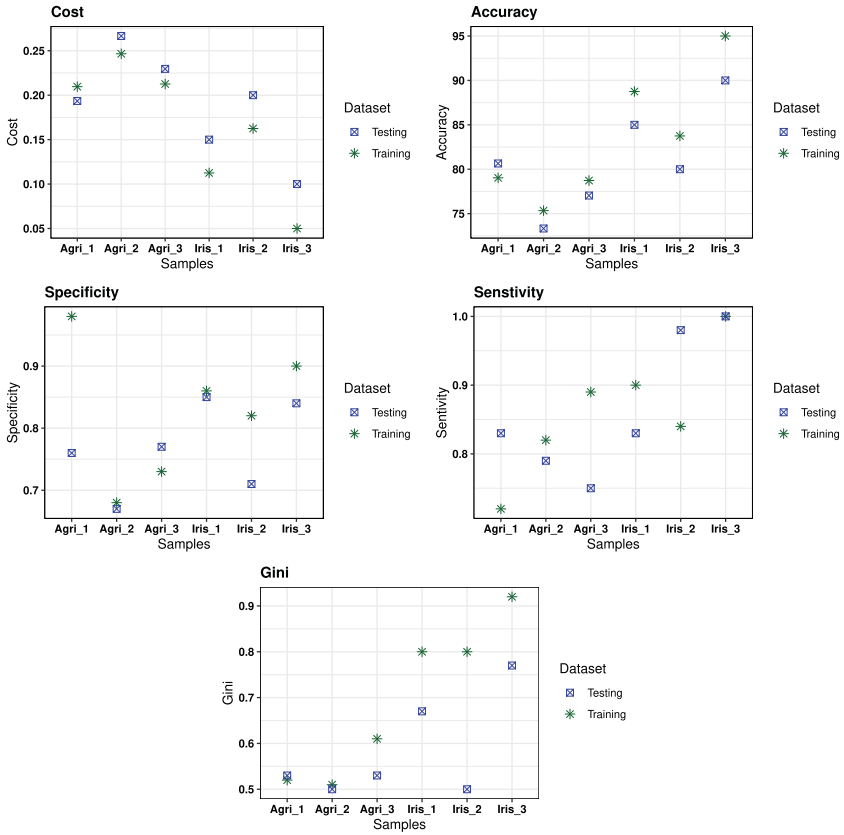 Cost
0.25
0.20
0.15
0.10
0.05
Cost
Agri_1 Agri_2 Agri_3 Iris_1 Iris_2 Iris_3
Samples
Dataset
Testing
Training
Accuracy
95
90
85
80
75
Accuracy
Agri_1 Agri_2 Agri_3 Iris_1 Iris_2 Iris_3
Samples
Dataset
Testing
Training
Specificity
0.9
0.8
0.7
Specificity
Agri_1 Agri_2 Agri_3 Iris_1 Iris_2 Iris_3
Samples
Dataset
Testing
Training
Senstivity
1.0
0.9
0.8
Sentivity
Agri_1 Agri_2 Agri_3 Iris_1 Iris_2 Iris_3
Samples
Dataset
Testing
Training
Gini
0.9
0.8
0.7
0.6
0.5
Gini
Agri_1 Agri_2 Agri_3 Iris_1 Iris_2 Iris_3
Samples
Dataset
Testing
Training